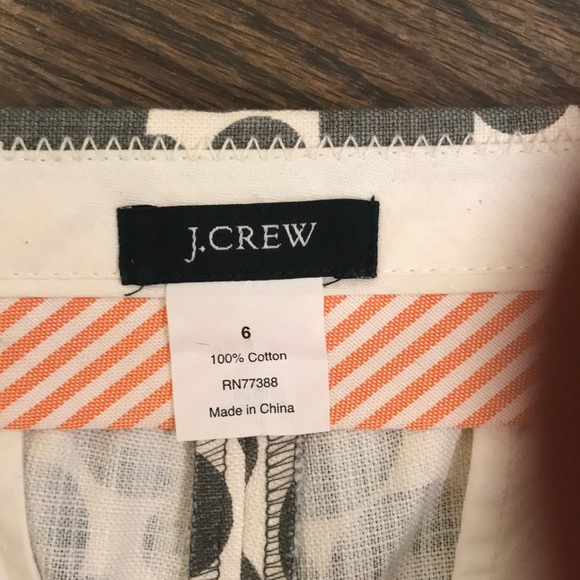 J.CREW
6
100% Cotton
RN77388
Made in China